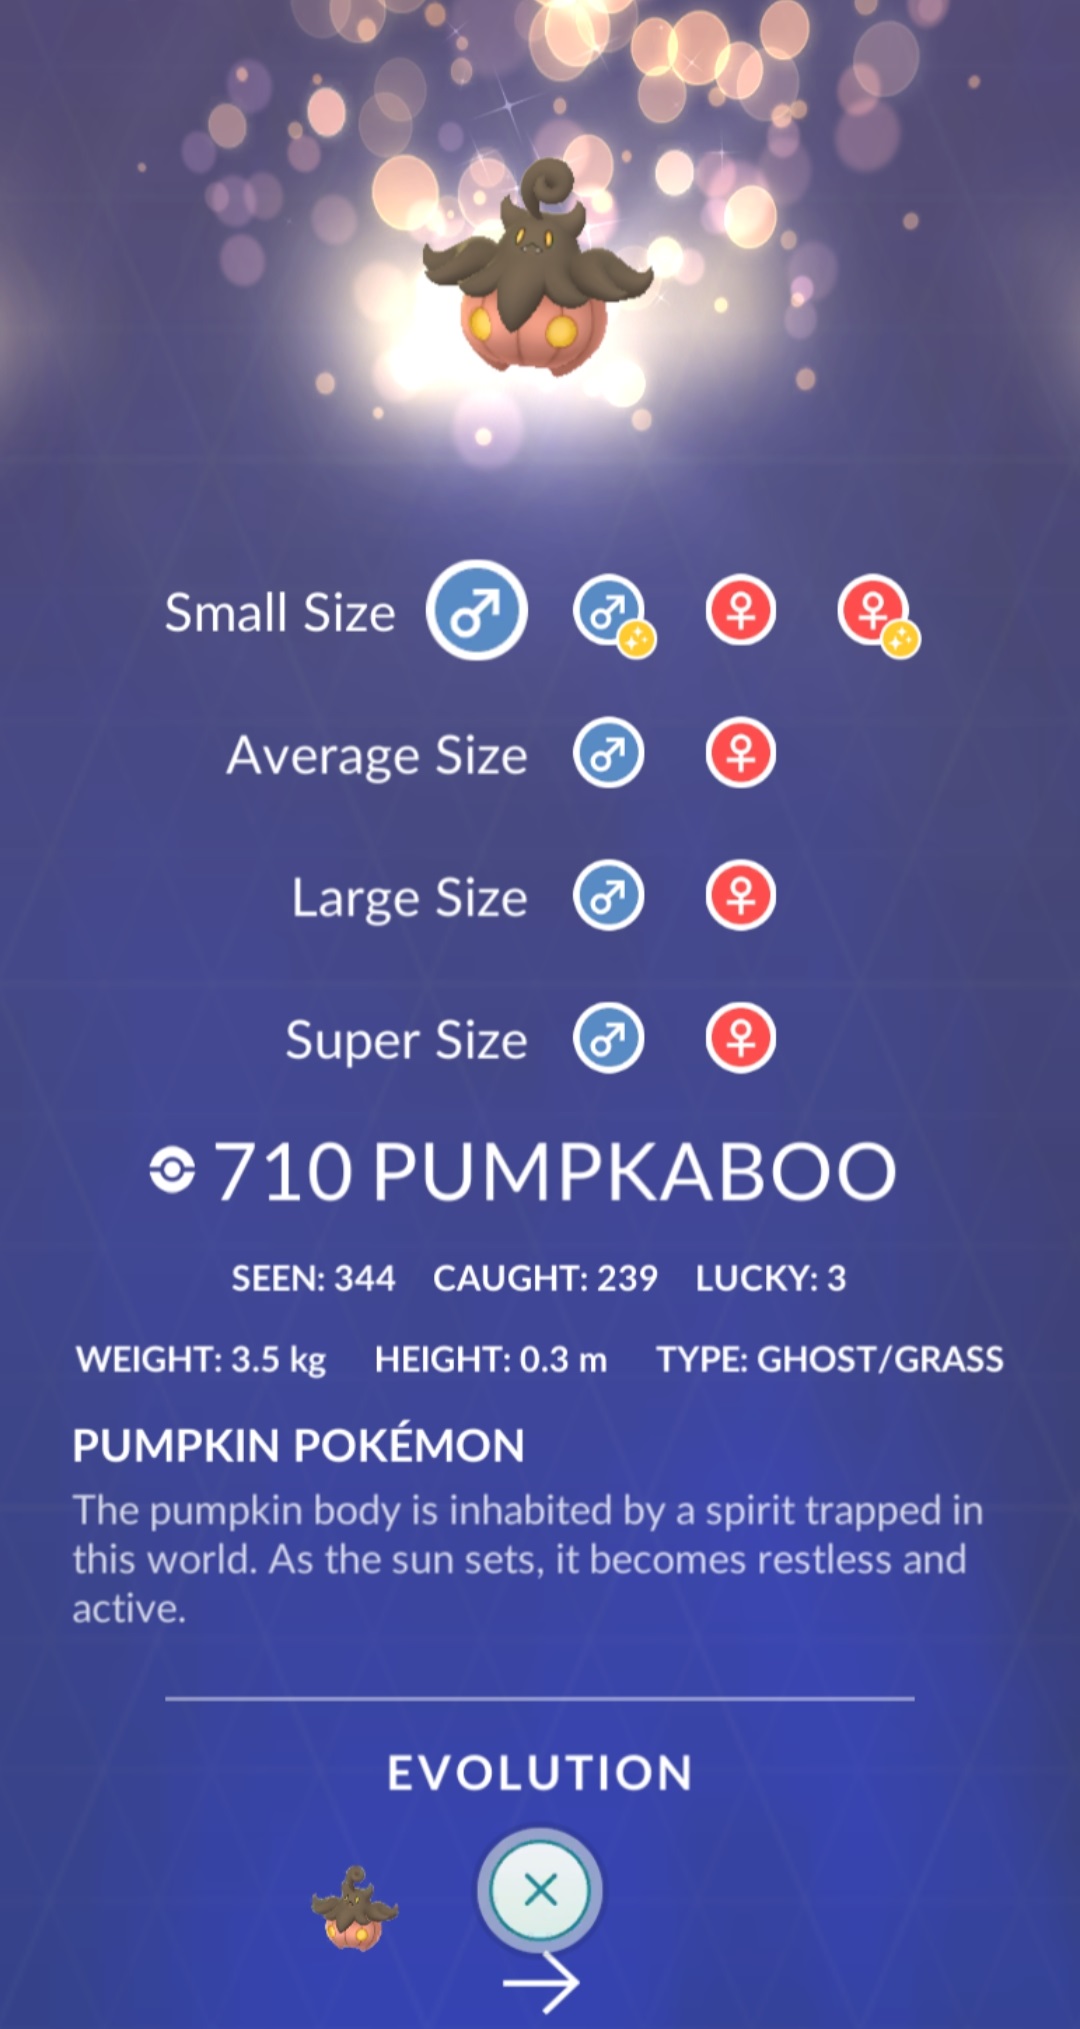 Small Size
Average Size
Large Size
Super Size
710 PUMPKABOO
SEEN: 344 CAUGHT: 239 LUCKY: 3
WEIGHT: 3.5 kg HEIGHT: 0.3 m TYPE: GHOST/GRASS
PUMPKIN POKÉMON
The pumpkin body is inhabited by a spirit trapped in
this world. As the sun sets, it becomes restless and
active.
EVOLUTION